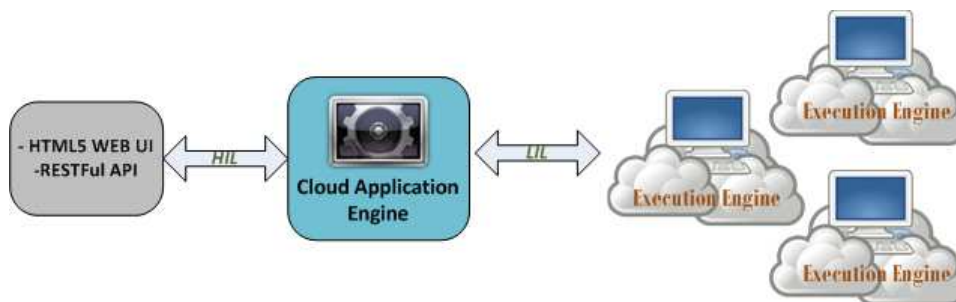 - HTML5 WEB UI
-RESTFul API
HIL
Cloud Application
Engine
LIL
Execution Engine
Execution Engine
Execution Engine